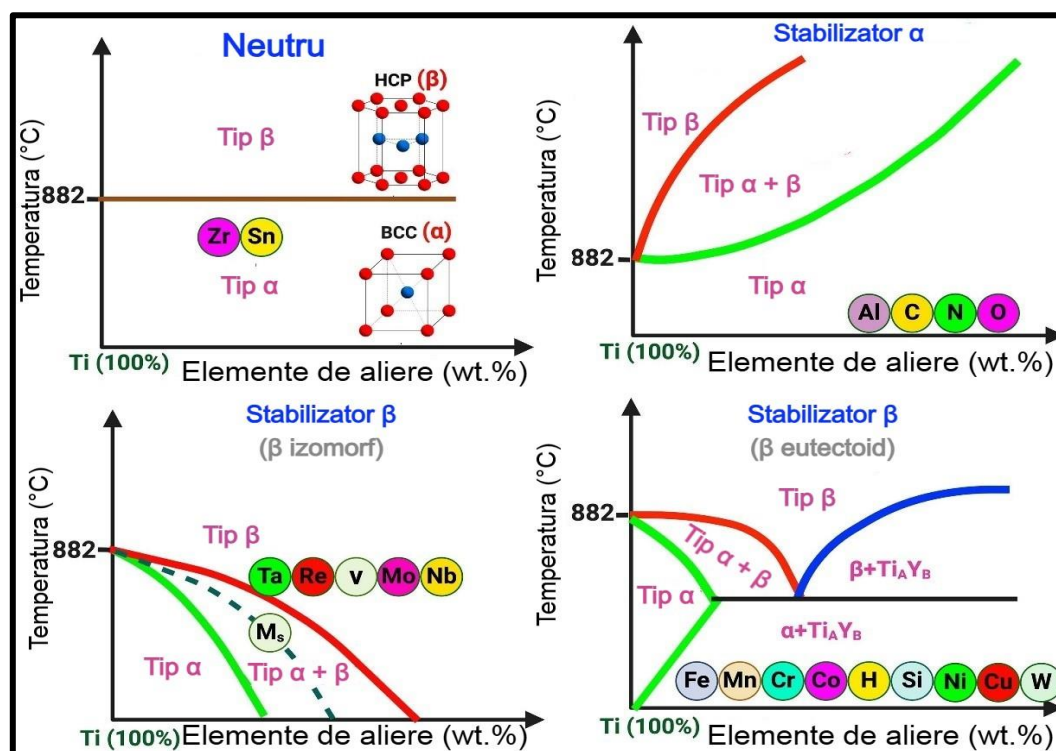 Neutru
Temperatura (°C)
882
HCP (β)
Tip β
Zr Sn
BCC (α)
Tip α
Ti (100%)
Elemente de aliere (wt.%)
Stabilizator α
Temperatura (°C)
882
Tip β
Tip α + β
Tip α
Al C N O
Ti (100%)
Elemente de aliere (wt.%)
Stabilizator β
(β izomorf)
Temperatura (°C)
882
Tip β
Ta Re v Mo Nb
Ms
Tip α
Tip α + β
Ti (100%)
Elemente de aliere (wt.%)
Stabilizator β
(β eutectoid)
Temperatura (°C)
882
Tip β
Tip α + β
Tip α
β+TiAYB
α+TiAYB
Fe Mn Cr Co H Si Ni Cu W
Ti (100%)
Elemente de aliere (wt.%)